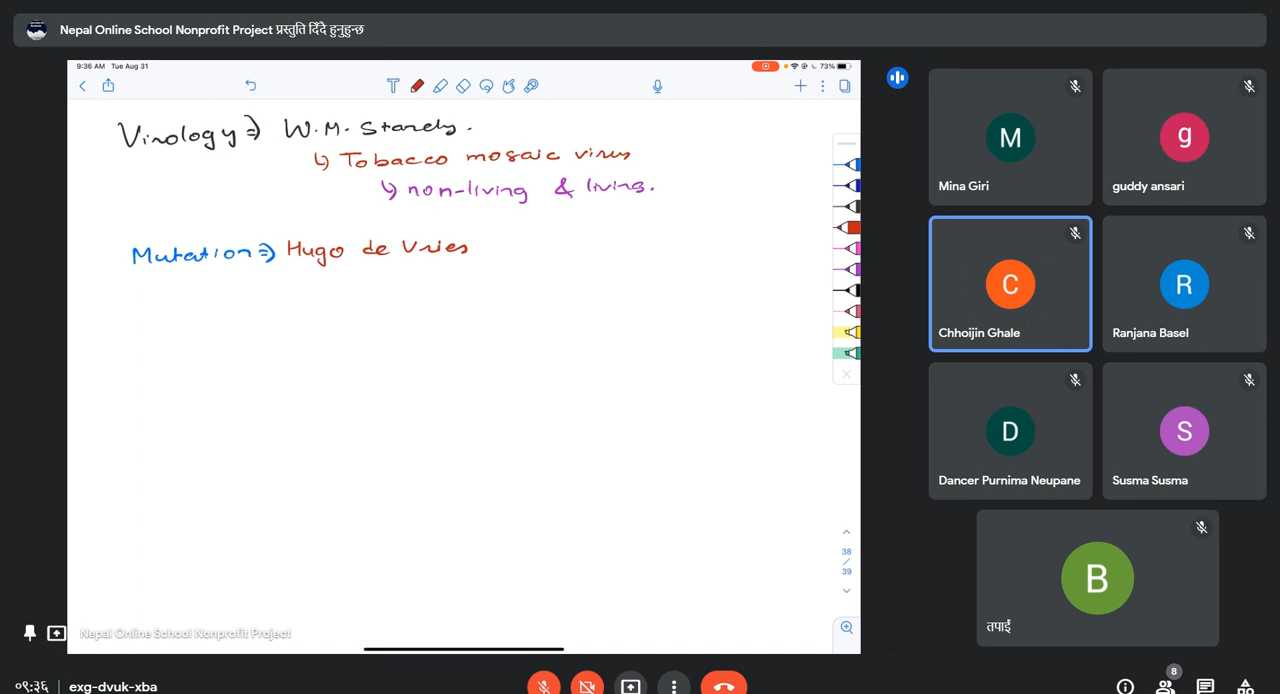 Nepal Online School Nonprofit Project प्रस्तुति दिँदै हुनुहुन्छ
9:36 AM Tue Aug 31
73%
Virology ⇒ W.M. Stanely.
↳ Tobacco mosaic virus
↳ non-living & living.
Mutation ⇒ Hugo de Vries
38
39
Nepal Online School Nonprofit Project
M
Mina Giri
g
guddy ansari
C
Chhoijin Ghale
R
Ranjana Basel
D
Dancer Purnima Neupane
S
Susma Susma
B
तपाईं
०९:३६ | exg-dvuk-xba
8